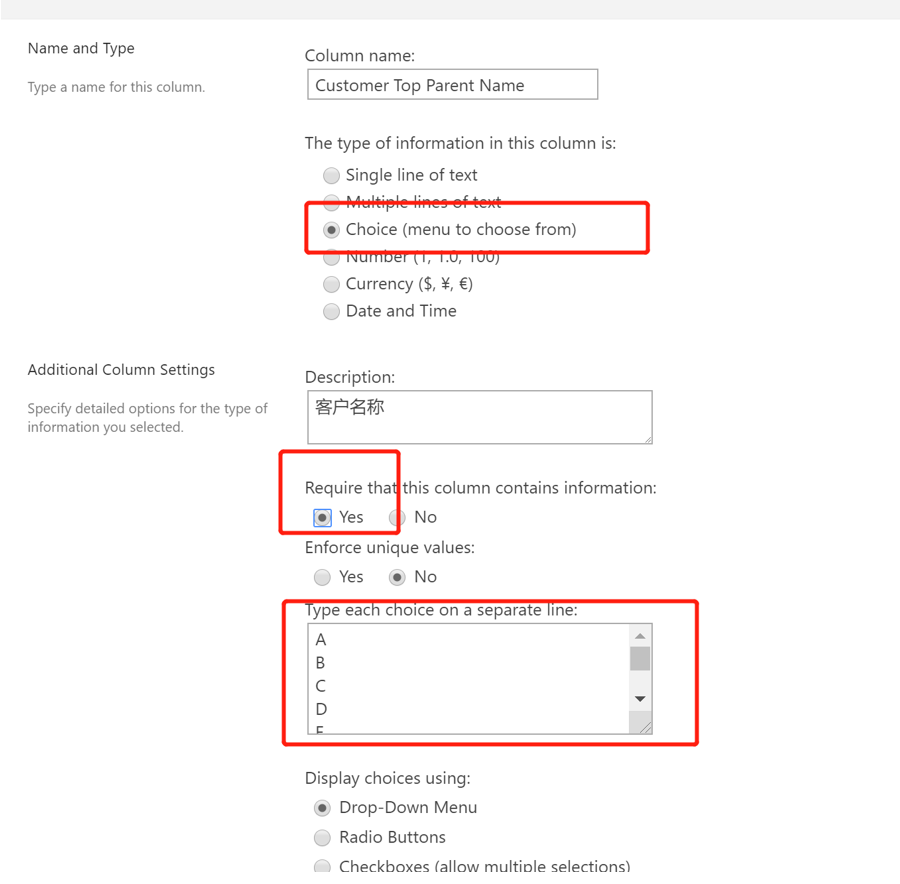 Name and Type
Type a name for this column.
Column name:
Customer Top Parent Name
The type of information in this column is:
Single line of text
Multiple lines of text
Choice (menu to choose from)
Number (1, 1.0, 100)
Currency ($, ¥, €)
Date and Time
Additional Column Settings
Specify detailed options for the type of
information you selected.
Description:
客户名称
Require that this column contains information:
Yes No
Enforce unique values:
Yes No
Type each choice on a separate line:
A
B
C
D
Display choices using:
Drop-Down Menu
Radio Buttons
Checkboxes (allow multiple selections)